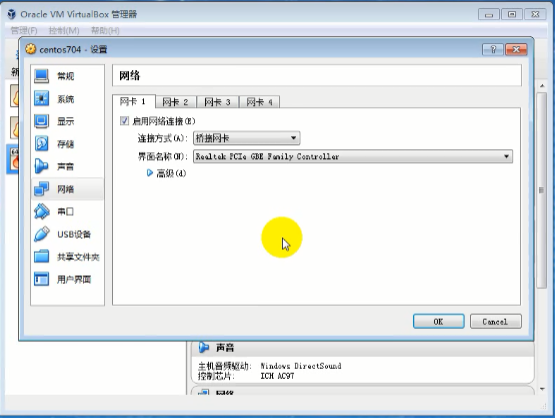 Oracle VM VirtualBox 管理器
管理(F) 控制(M) 帮助(H)
centos704 - 设置
新
常规
系统
显示
存储
声音
网络
串口
USB设备
共享文件夹
用户界面
网络
网卡 1 网卡 2 网卡 3 网卡 4
启用网络连接(E)
连接方式(A): 桥接网卡
界面名称(N): Realtek PCIe GBE Family Controller
高级(d)
OK Cancel
声音
主机音频驱动: Windows DirectSound
控制芯片: ICH AC97
网络